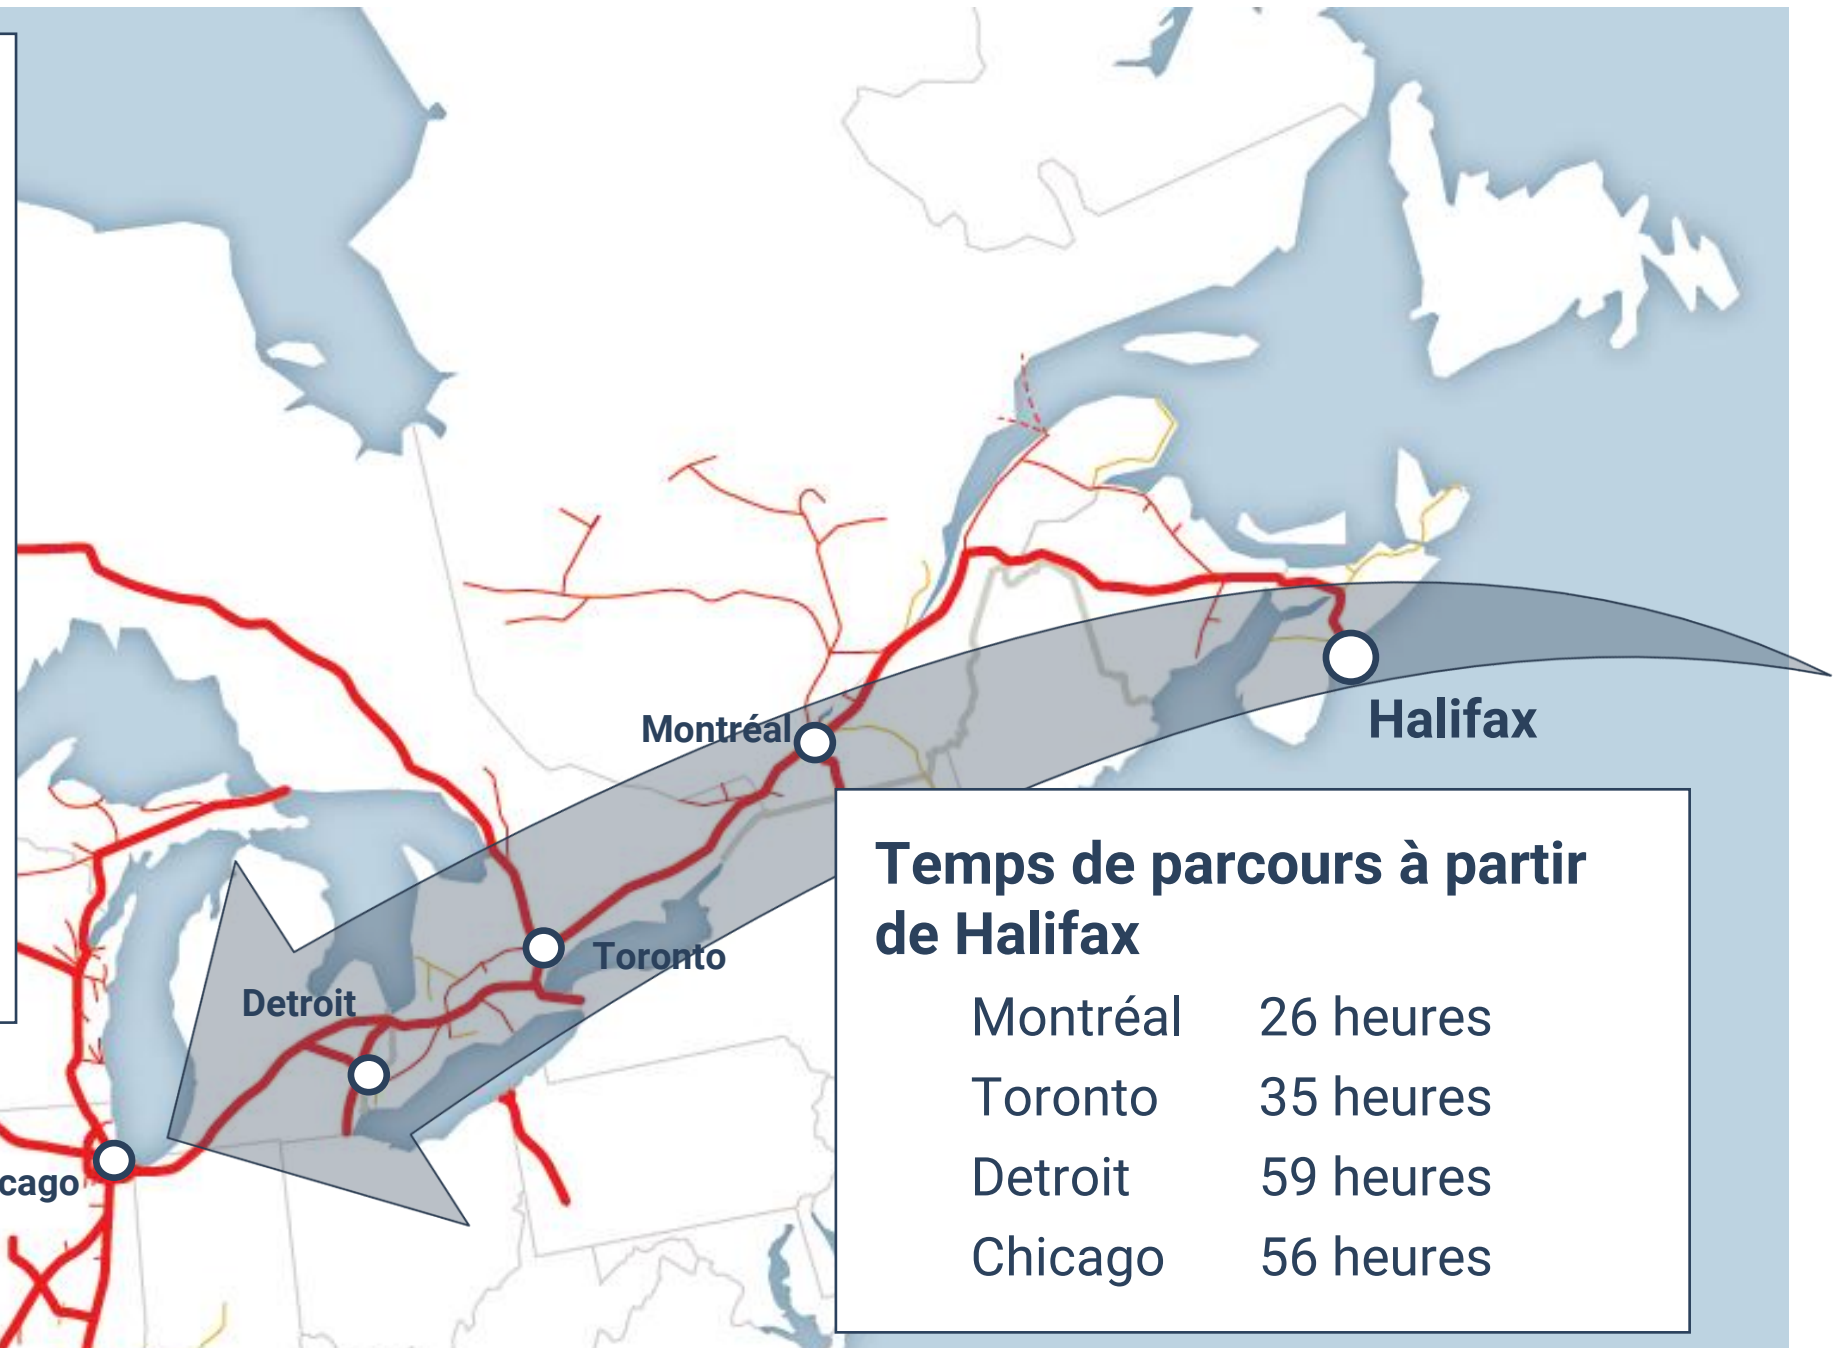 Montréal
Halifax
Toronto
Detroit
cago
Temps de parcours à partir
de Halifax
Montréal 26 heures
Toronto 35 heures
Detroit 59 heures
Chicago 56 heures